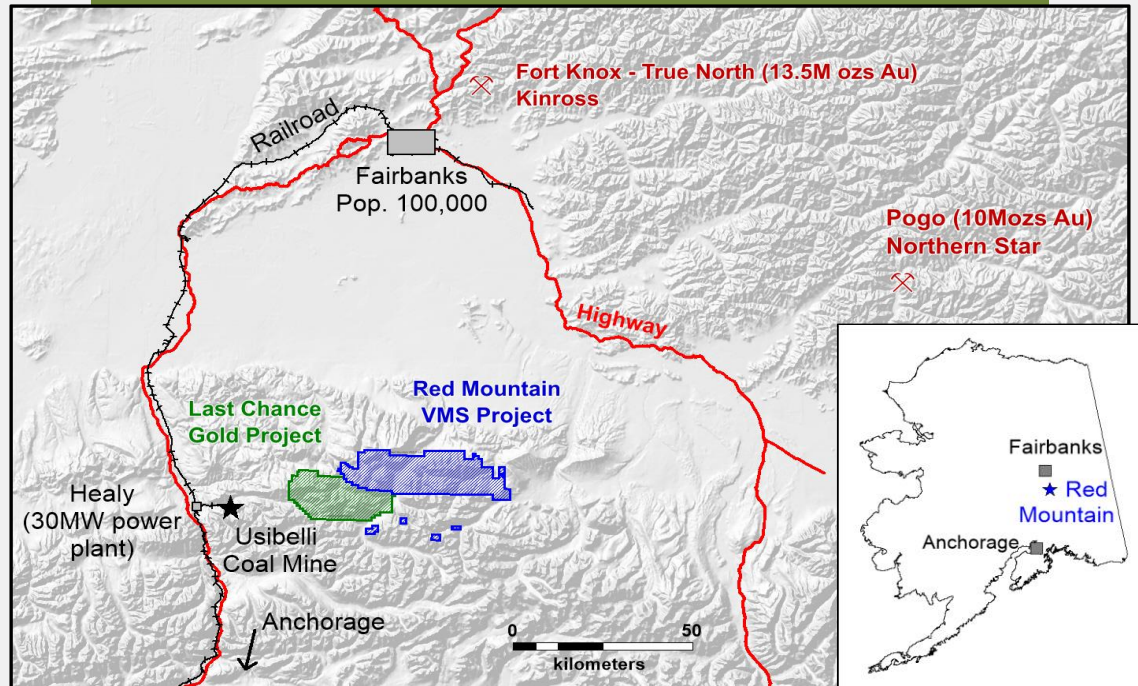 Fort Knox - True North (13.5M ozs Au)
Kinross
Railroad
Fairbanks
Pop. 100,000
Pogo (10Mozs Au)
Northern Star
Highway
Red Mountain
VMS Project
Last Chance
Gold Project
Healy
(30MW power
plant)
Usibelli
Coal Mine
Anchorage
0 50
kilometers
Fairbanks
Red
Mountain
Anchorage